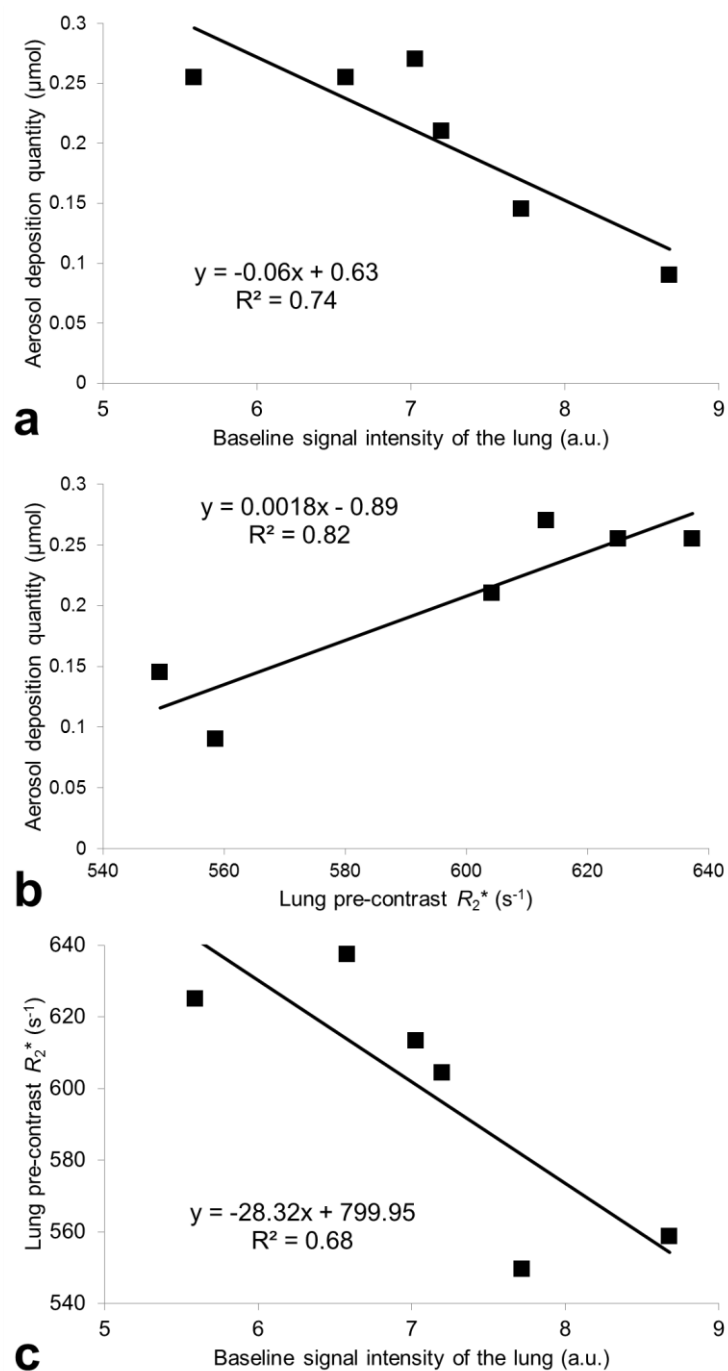 Aerosol deposition quantity (µmol)
0.3
0.25
0.2
0.15
0.1
0.05
0
y = -0.06x + 0.63
R² = 0.74
5 6 7 8 9
Baseline signal intensity of the lung (a.u.)
a
Aerosol deposition quantity (µmol)
0.3
0.25
0.2
0.15
0.1
0.05
0
y = 0.0018x - 0.89
R² = 0.82
540 560 580 600 620 640
Lung pre-contrast R₂* (s⁻¹)
b
Lung pre-contrast R₂* (s⁻¹)
640
620
600
580
560
540
y = -28.32x + 799.95
R² = 0.68
5 6 7 8 9
Baseline signal intensity of the lung (a.u.)
c